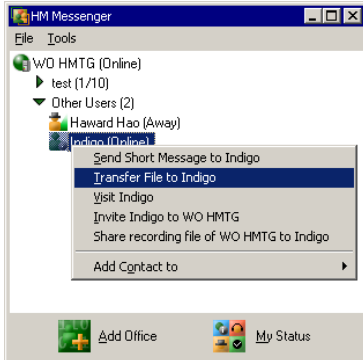 HM Messenger
File Tools
WO HMTG (Online)
test (1/10)
Other Users (2)
Haward Hao (Away)
Indigo (Online)
Send Short Message to Indigo
Transfer File to Indigo
Visit Indigo
Invite Indigo to WO HMTG
Share recording file of WO HMTG to Indigo
Add Contact to
Add Office My Status